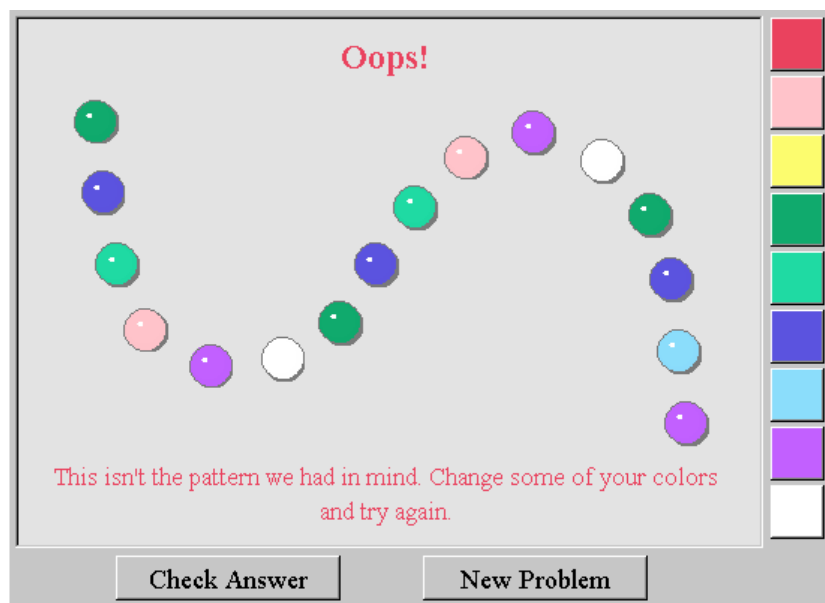 Oops!
This isn't the pattern we had in mind. Change some of your colors
and try again.
Check Answer
New Problem